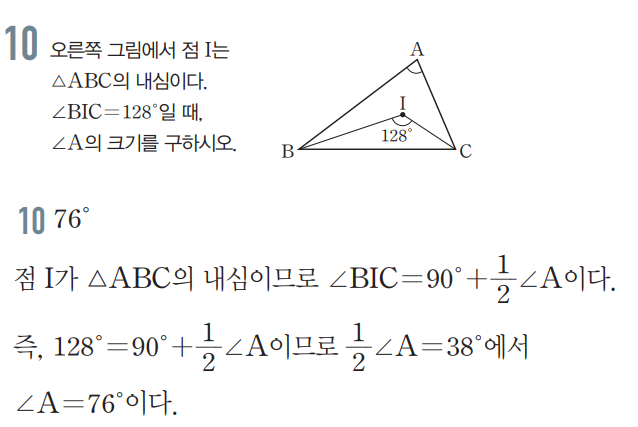 10 오른쪽 그림에서 점 I는
△ABC의 내심이다.
∠BIC=128°일 때,
∠A의 크기를 구하시오.
A
I
128°
B
C
10 76°
점 I가 △ABC의 내심이므로 ∠BIC=90°+1/2∠A이다.
즉, 128°=90°+1/2∠A이므로 1/2∠A=38°에서
∠A=76°이다.